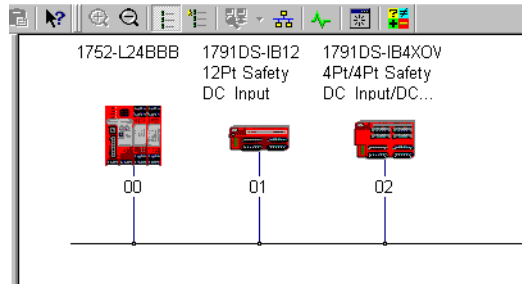 1752-L24BBB
1791DS-IB12
12Pt Safety
DC Input
1791DS-IB4XOV
4Pt/4Pt Safety
DC Input/DC...
00
01
02